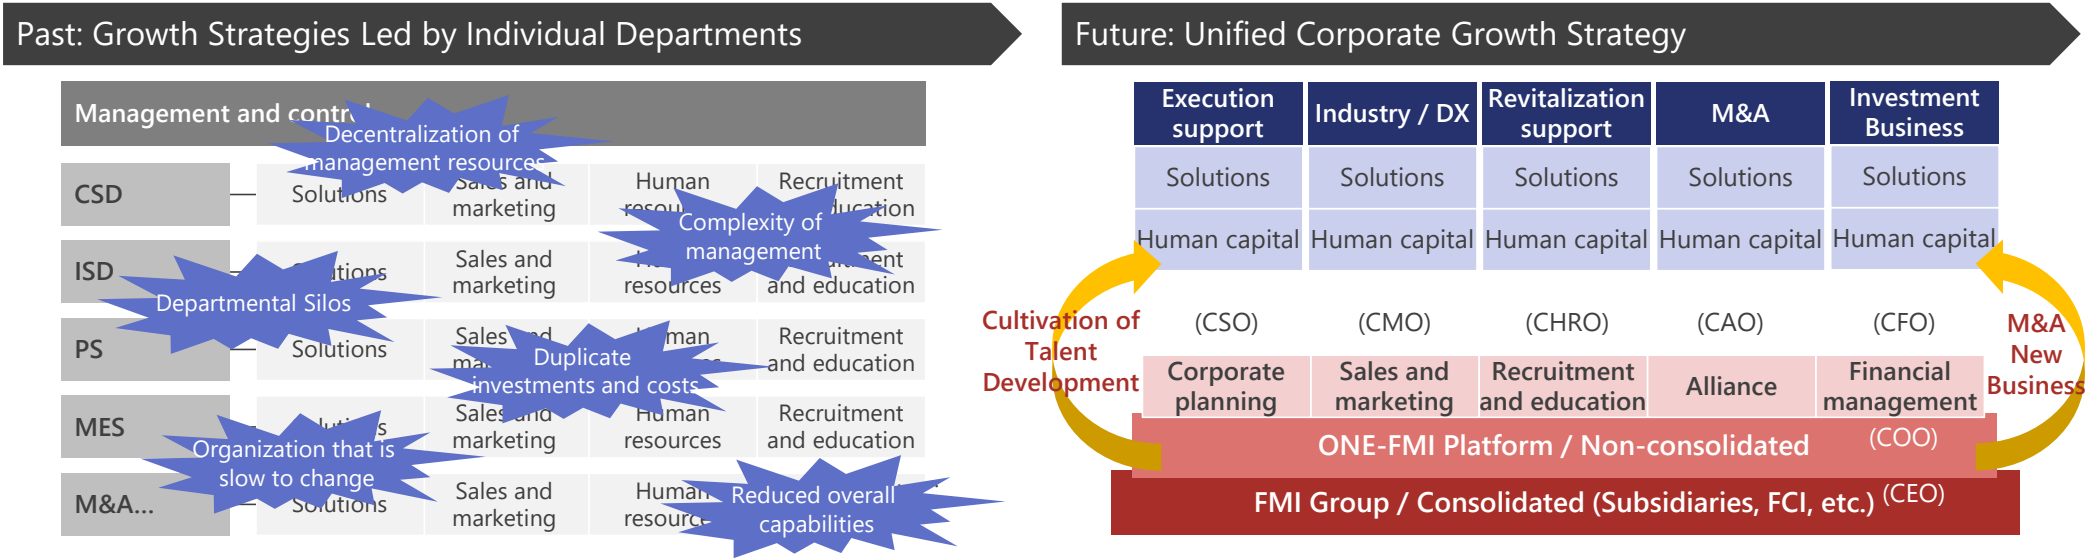 Past: Growth Strategies Led by Individual Departments
Management and contr
Decentralization of
management resources
CSD
Solutions
Sales and
marketing
Human
Recruitment
Complexity of
management
ISD
Sales and
marketing
resources
and education
Departmental Silos
PS
Solutions
Recruitment
and education
Duplicate
investments and costs
MES
marketing
Human
resources
Recruitment
and education
Organization that is
slow to change
M&A...
Solutions
Sales and
marketing
Human
Reduced overall
capabilities
Future: Unified Corporate Growth Strategy
Execution
support
Industry / DX
Revitalization
support
M&A
Investment
Business
Solutions
Solutions
Solutions
Solutions
Solutions
Human capital
Human capital
Human capital
Human capital
Human capital
Cultivation of
Talent
Development
(CSO)
(CMO)
(CHRO)
(CAO)
(CFO)
M&A
New
Business
Corporate
planning
Sales and
marketing
Recruitment
and education
Alliance
Financial
management
ONE-FMI Platform / Non-consolidated
(COO)
FMI Group / Consolidated (Subsidiaries, FCI, etc.)
(CEO)